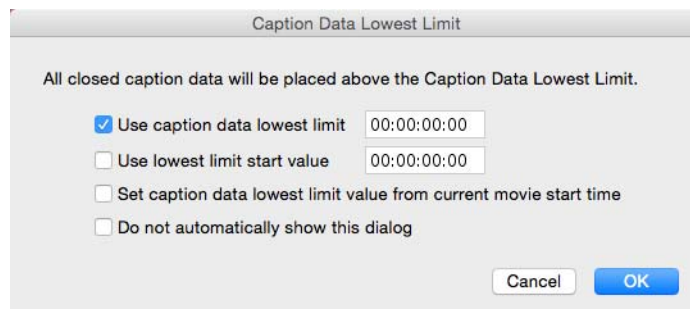 Caption Data Lowest Limit
All closed caption data will be placed above the Caption Data Lowest Limit.
Use caption data lowest limit 00:00:00:00
Use lowest limit start value 00:00:00:00
Set caption data lowest limit value from current movie start time
Do not automatically show this dialog
Cancel OK